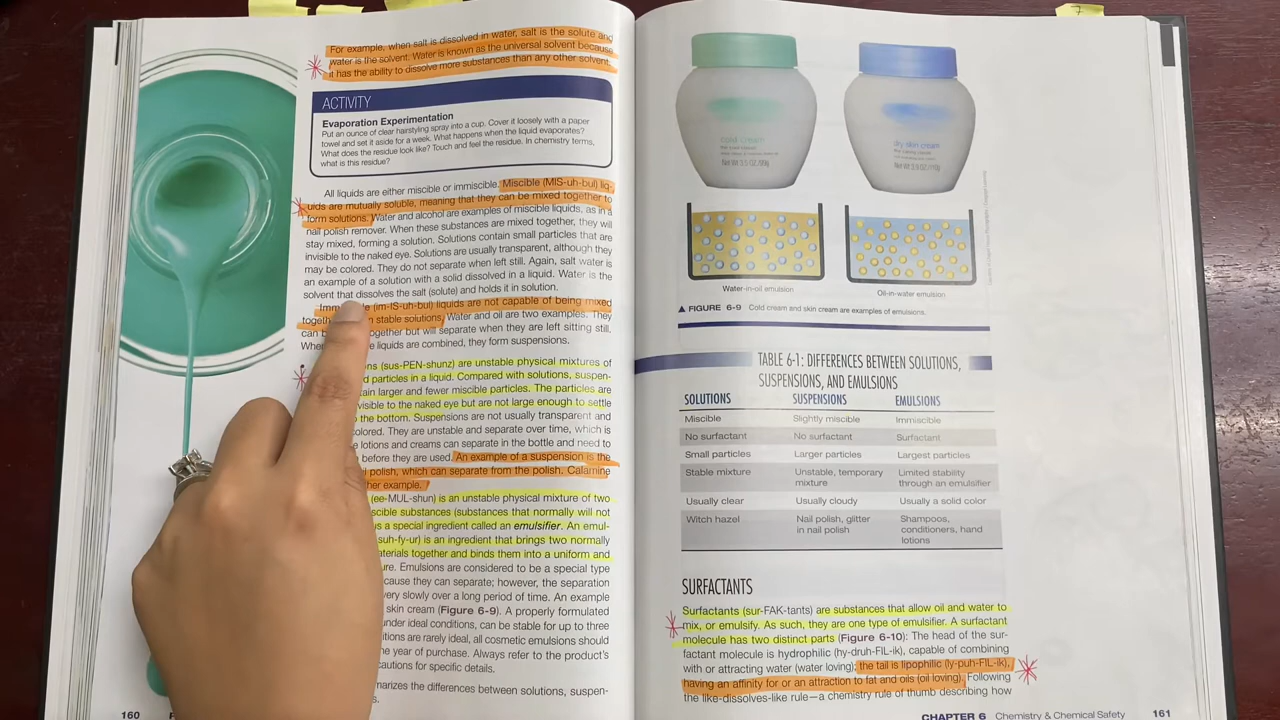 For example, when salt is dissolved in water, salt is the solute and
water is the solvent. Water is known as the universal solvent because
it has the ability to dissolve more substances than any other solvent.
ACTIVITY
Evaporation Experimentation
Put an ounce of clear hairstyling spray into a cup. Cover it loosely with a paper
towel and set it aside for a week. What happens when the liquid evaporates?
What does the residue look like? Touch and feel the residue. In chemistry terms,
what is this residue?
All liquids are either miscible or immiscible. Miscible (MIS-uh-bul) liq-
uids are mutually soluble, meaning that they can be mixed together to
form solutions. Water and alcohol are examples of miscible liquids, as in a
nail polish remover. When these substances are mixed together, they will
stay mixed, forming a solution. Solutions contain small particles that are
invisible to the naked eye. Solutions are usually transparent, although they
may be colored. They do not separate when left still. Again, salt water is
an example of a solution with a solid dissolved in a liquid. Water is the
solvent that dissolves the salt (solute) and holds it in solution.
(im-IS-uh-bul) liquids are not capable of being mixed
stable solutions. Water and oil are two examples. They
can but will separate when they are left sitting still.
liquids are combined, they form suspensions.
(sus-PEN-shunz) are unstable physical mixtures of
particles in a liquid. Compared with solutions, suspen-
larger and fewer miscible particles. The particles are
visible to the naked eye but are not large enough to settle
the bottom. Suspensions are not usually transparent and
They are unstable and separate over time, which is
lotions and creams can separate in the bottle and need to
before they are used. An example of a suspension is the
polish, which can separate from the polish. Calamine
example.
(ee-MUL-shun) is an unstable physical mixture of two
substances (substances that normally will not
a special ingredient called an emulsifier. An emul-
is an ingredient that brings two normally
together and binds them into a uniform and
Emulsions are considered to be a special type
because they can separate; however, the separation
very slowly over a long period of time. An example
skin cream (Figure 6-9). A properly formulated
under ideal conditions, can be stable for up to three
are rarely ideal, all cosmetic emulsions should
year of purchase. Always refer to the product's
for specific details.
the differences between solutions, suspen-
160
7
cold cream
Net Wt
dry skin cream
Net Wt
Water-in-oil emulsion
Oil-in-water emulsion
▲ FIGURE 6-9 Cold cream and skin cream are examples of emulsions.
TABLE 6-1: DIFFERENCES BETWEEN SOLUTIONS,
SUSPENSIONS, AND EMULSIONS
SOLUTIONS SUSPENSIONS EMULSIONS
Miscible Slightly miscible Immiscible
No surfactant No surfactant Surfactant
Small particles Larger particles Largest particles
Stable mixture Unstable, temporary Limited stability
mixture through an emulsifier
Usually clear Usually cloudy Usually a solid color
Witch hazel Nail polish, glitter Shampoos,
in nail polish conditioners, hand
lotions
SURFACTANTS
Surfactants (sur-FAK-tants) are substances that allow oil and water to
mix, or emulsify. As such, they are one type of emulsifier. A surfactant
molecule has two distinct parts (Figure 6-10): The head of the sur-
factant molecule is hydrophilic (hy-druh-FIL-ik), capable of combining
with or attracting water (water loving); the tail is lipophilic (ly-puh-FIL-ik),
having an affinity for or an attraction to fat and oils (oil loving). Following
the like-dissolves-like rule—a chemistry rule of thumb describing how
CHAPTER 6 Chemistry & Chemical Safety 161